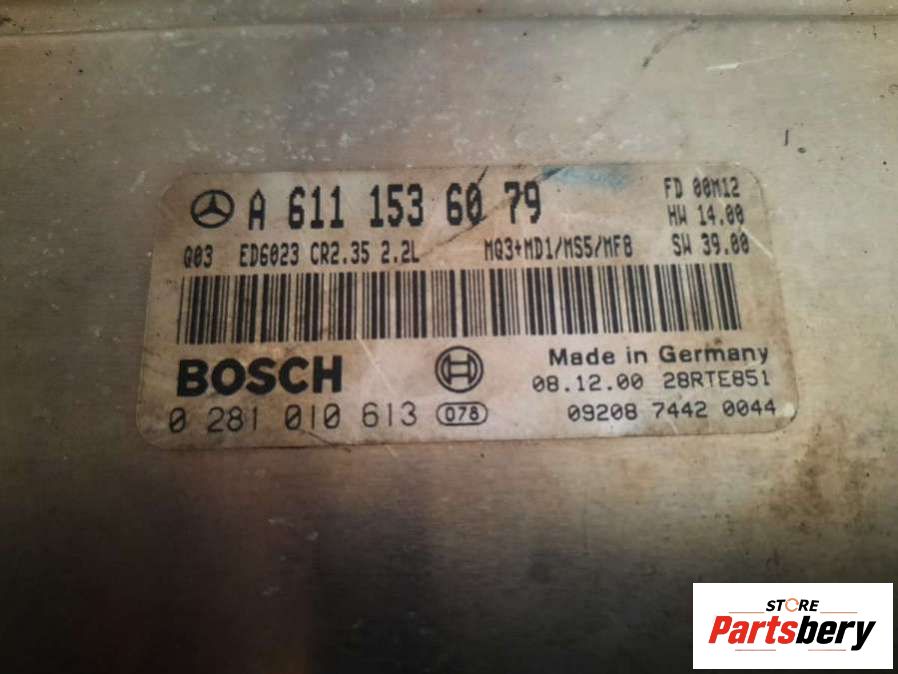 A 611 153 60 79
FD 00M12
HW 14.00
Q03 ED6023 CR2.35 2.2L MQ3+MD1/MS5/MF8 SW 39.00
BOSCH
Made in Germany
08.12.00 28RTE851
0 281 010 613 078
09208 7442 0044
STORE
Partsbery